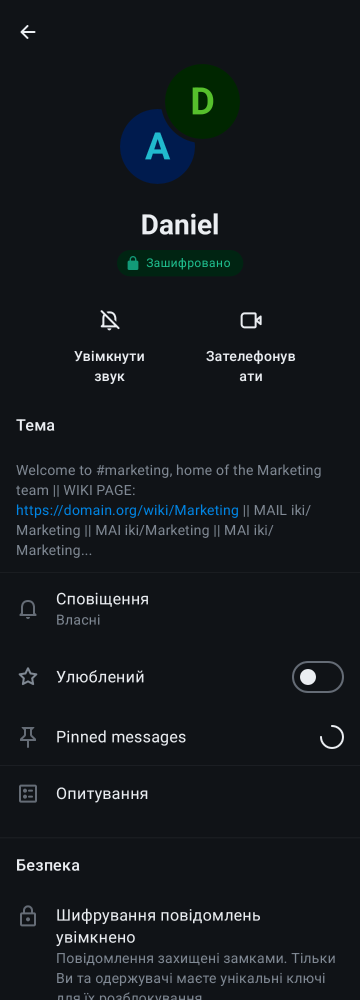 D
A
Daniel
Зашифровано
Увімкнути
звук
Зателефонув
ати
Тема
Welcome to #marketing, home of the Marketing
team || WIKI PAGE:
https://domain.org/wiki/Marketing || MAIL iki/
Marketing || MAI iki/Marketing || MAI iki/
Marketing...
Сповіщення
Власні
Улюблений
Pinned messages
Опитування
Безпека
Шифрування повідомлень
увімкнено
Повідомлення захищені замками. Тільки
Ви та одержувачі маєте унікальні ключі
для їх розблокування